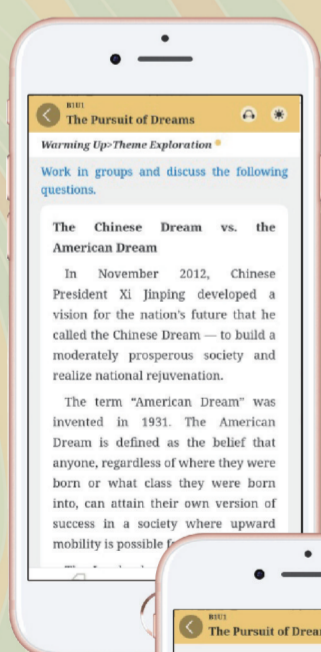 B1U1
The Pursuit of Dreams
Warming Up>Theme Exploration
Work in groups and discuss the following
questions.
The Chinese Dream vs. the
American Dream
In November 2012, Chinese
President Xi Jinping developed a
vision for the nation's future that he
called the Chinese Dream — to build a
moderately prosperous society and
realize national rejuvenation.
The term “American Dream” was
invented in 1931. The American
Dream is defined as the belief that
anyone, regardless of where they were
born or what class they were born
into, can attain their own version of
success in a society where upward
mobility is possible
B1U1
The Pursuit of